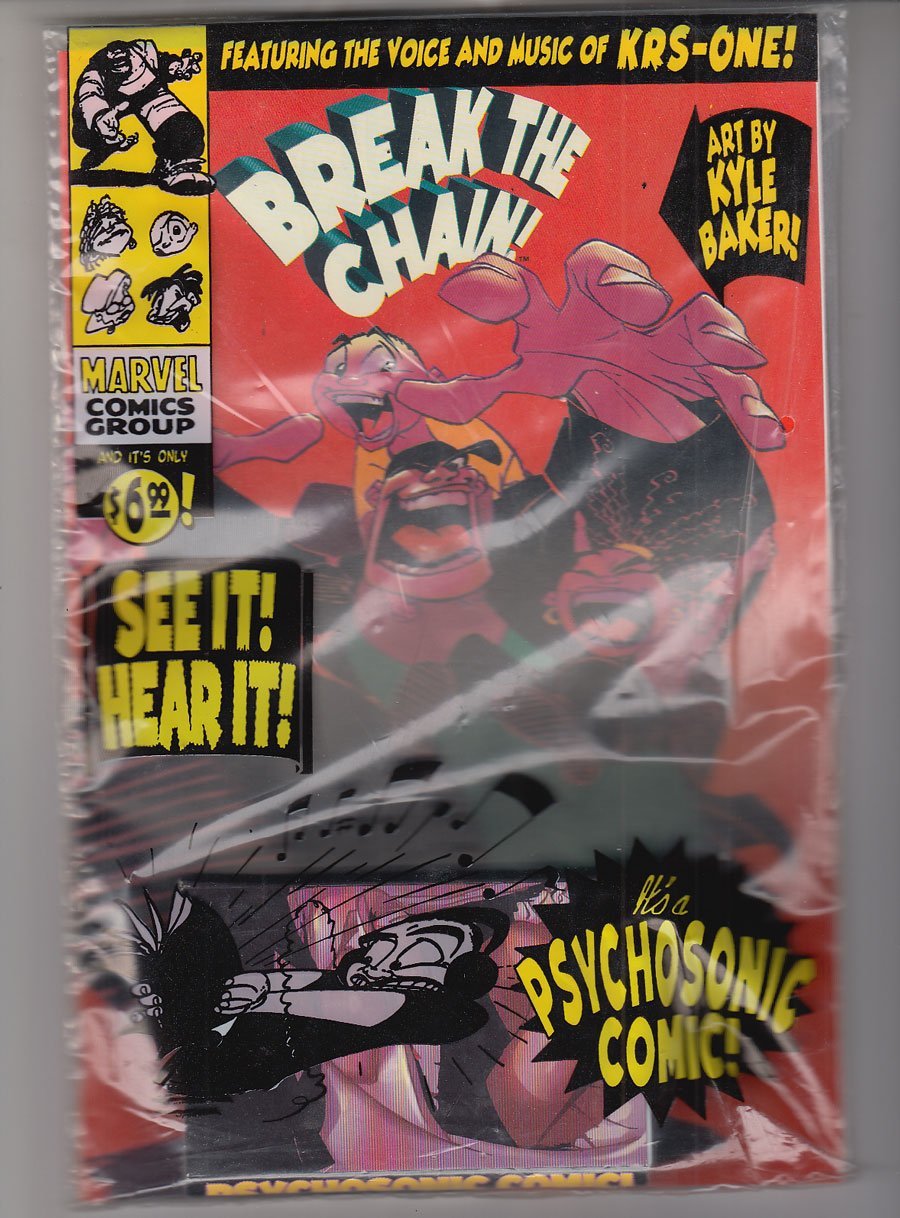 FEATURING THE VOICE AND MUSIC OF KRS-ONE!
BREAK THE
CHAIN!™
ART BY
KYLE
BAKER!
MARVEL
COMICS
GROUP
AND IT'S ONLY
$6.99!
SEE IT!
HEAR IT!
It's a
PSYCHOSONIC
COMIC!
PSYCHOSONIC COMIC!